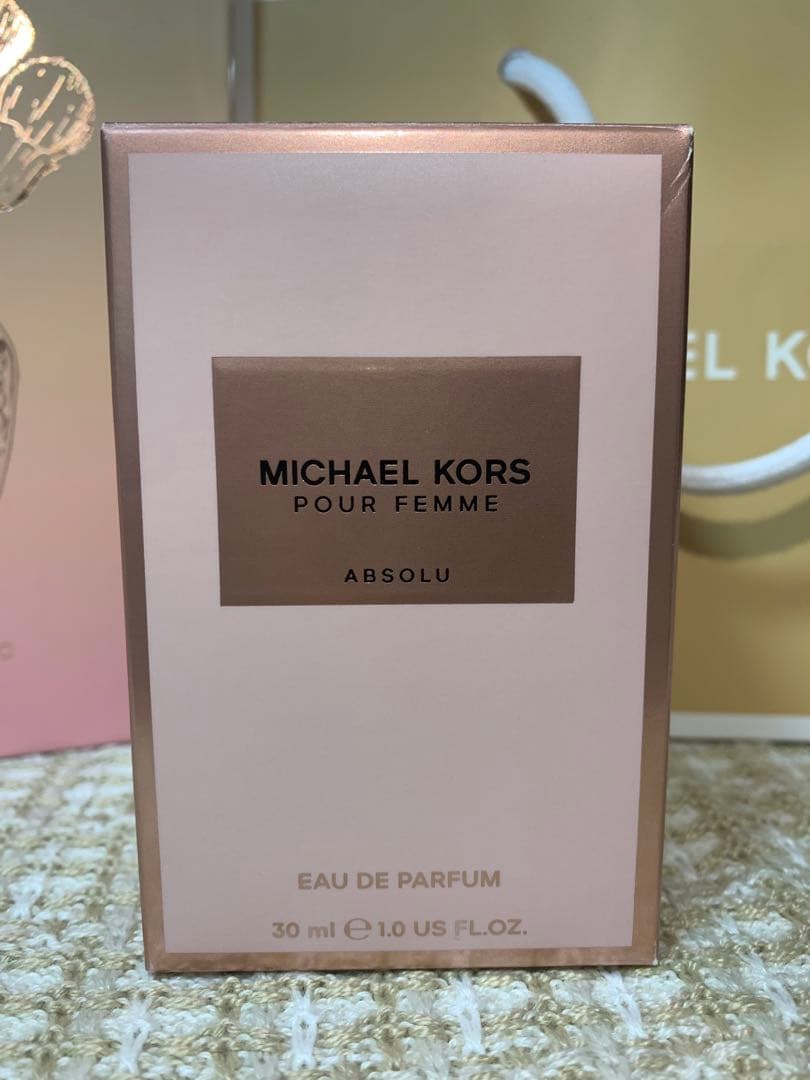 MICHAEL KORS
POUR FEMME
ABSOLU
EAU DE PARFUM
30 ml ℮ 1.0 US FL.OZ.
EL K